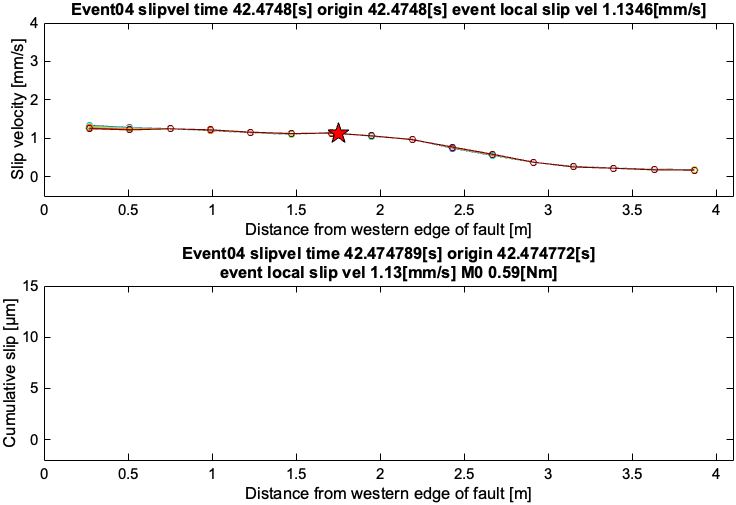 Event04 slipvel time 42.4748[s] origin 42.4748[s] event local slip vel 1.1346[mm/s]
4
3
2
1
0
Slip velocity [mm/s]
0 0.5 1 1.5 2 2.5 3 3.5 4
Distance from western edge of fault [m]
Event04 slipvel time 42.474789[s] origin 42.474772[s]
event local slip vel 1.13[mm/s] M0 0.59[Nm]
15
10
5
0
Cumulative slip [µm]
0 0.5 1 1.5 2 2.5 3 3.5 4
Distance from western edge of fault [m]